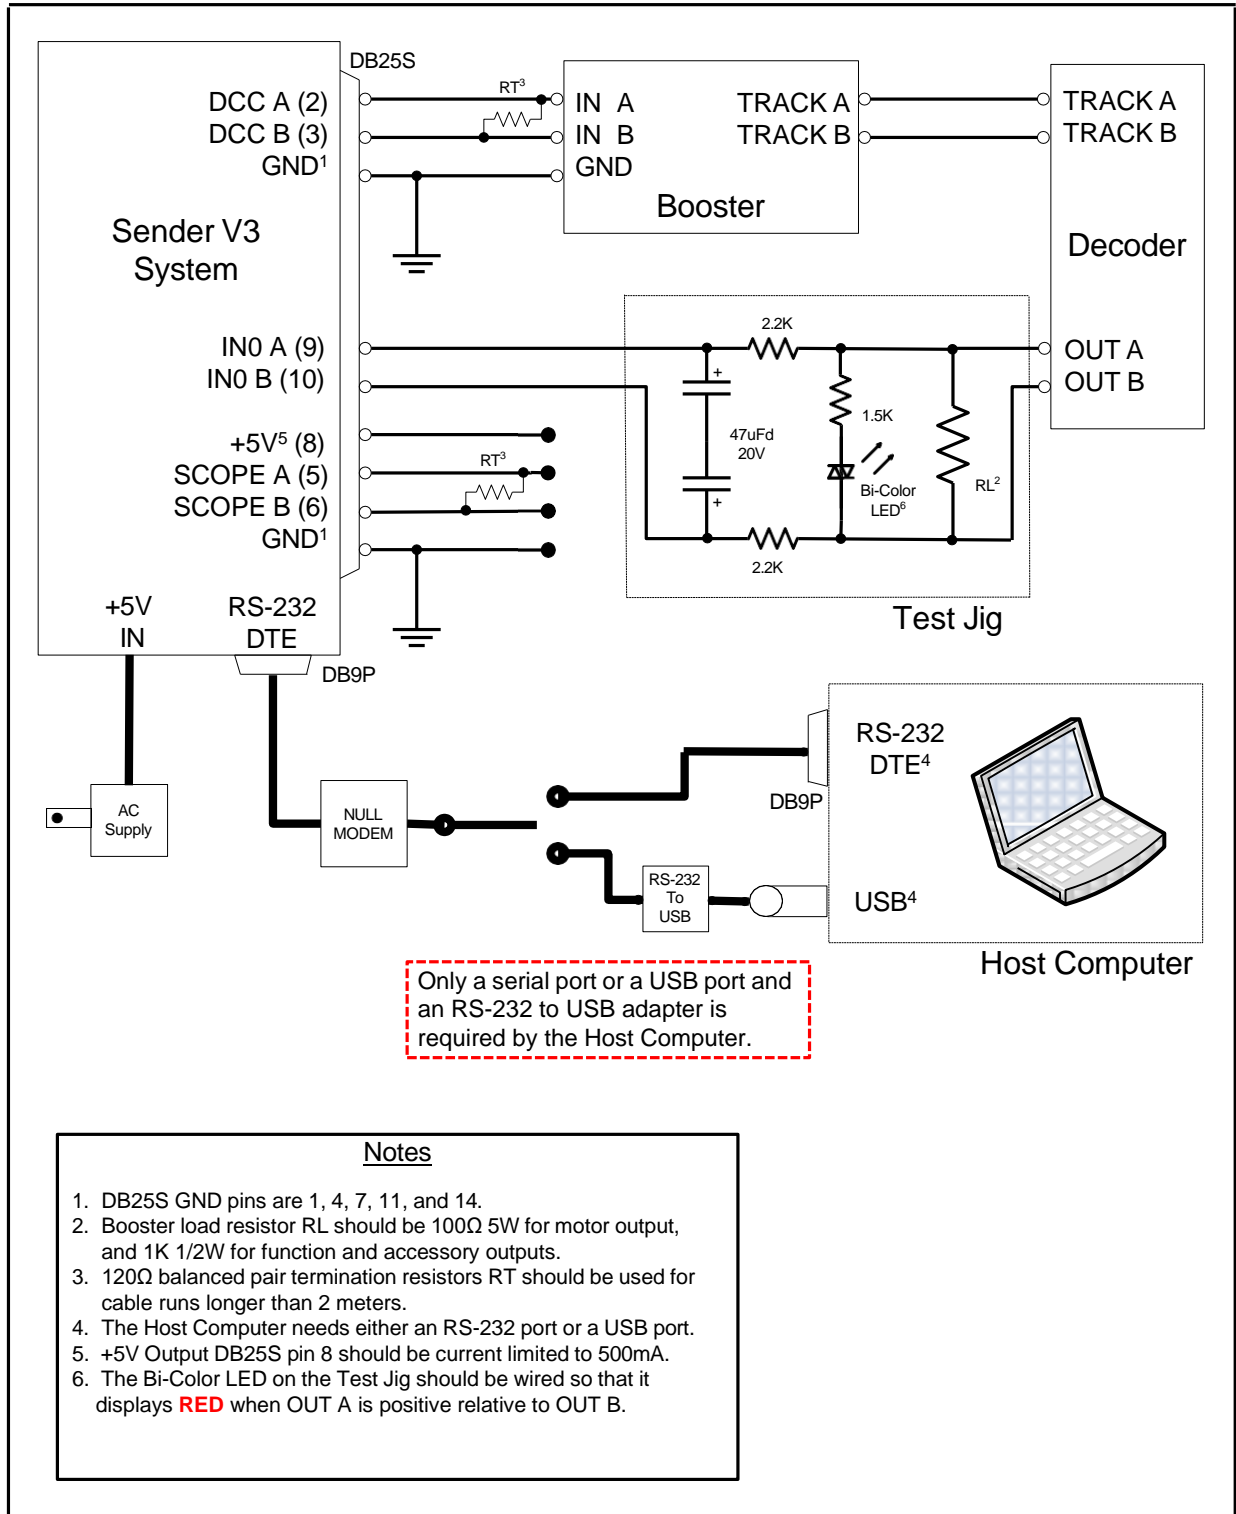 DB25S
DCC A (2)
DCC B (3)
GND¹
RT³
IN A
IN B
GND
TRACK A
TRACK B
Booster
TRACK A
TRACK B
Decoder
Sender V3
System
IN0 A (9)
IN0 B (10)
+5V⁵ (8)
SCOPE A (5)
SCOPE B (6)
GND¹
RT³
2.2K
+
47uFd
20V
+
1.5K
Bi-Color
LED⁶
RL²
2.2K
OUT A
OUT B
Test Jig
+5V
IN
RS-232
DTE
DB9P
AC
Supply
NULL
MODEM
RS-232
DTE⁴
DB9P
RS-232
To
USB
USB⁴
Host Computer
Only a serial port or a USB port and
an RS-232 to USB adapter is
required by the Host Computer.
Notes
1. DB25S GND pins are 1, 4, 7, 11, and 14.
2. Booster load resistor RL should be 100Ω 5W for motor output,
and 1K 1/2W for function and accessory outputs.
3. 120Ω balanced pair termination resistors RT should be used for
cable runs longer than 2 meters.
4. The Host Computer needs either an RS-232 port or a USB port.
5. +5V Output DB25S pin 8 should be current limited to 500mA.
6. The Bi-Color LED on the Test Jig should be wired so that it
displays RED when OUT A is positive relative to OUT B.